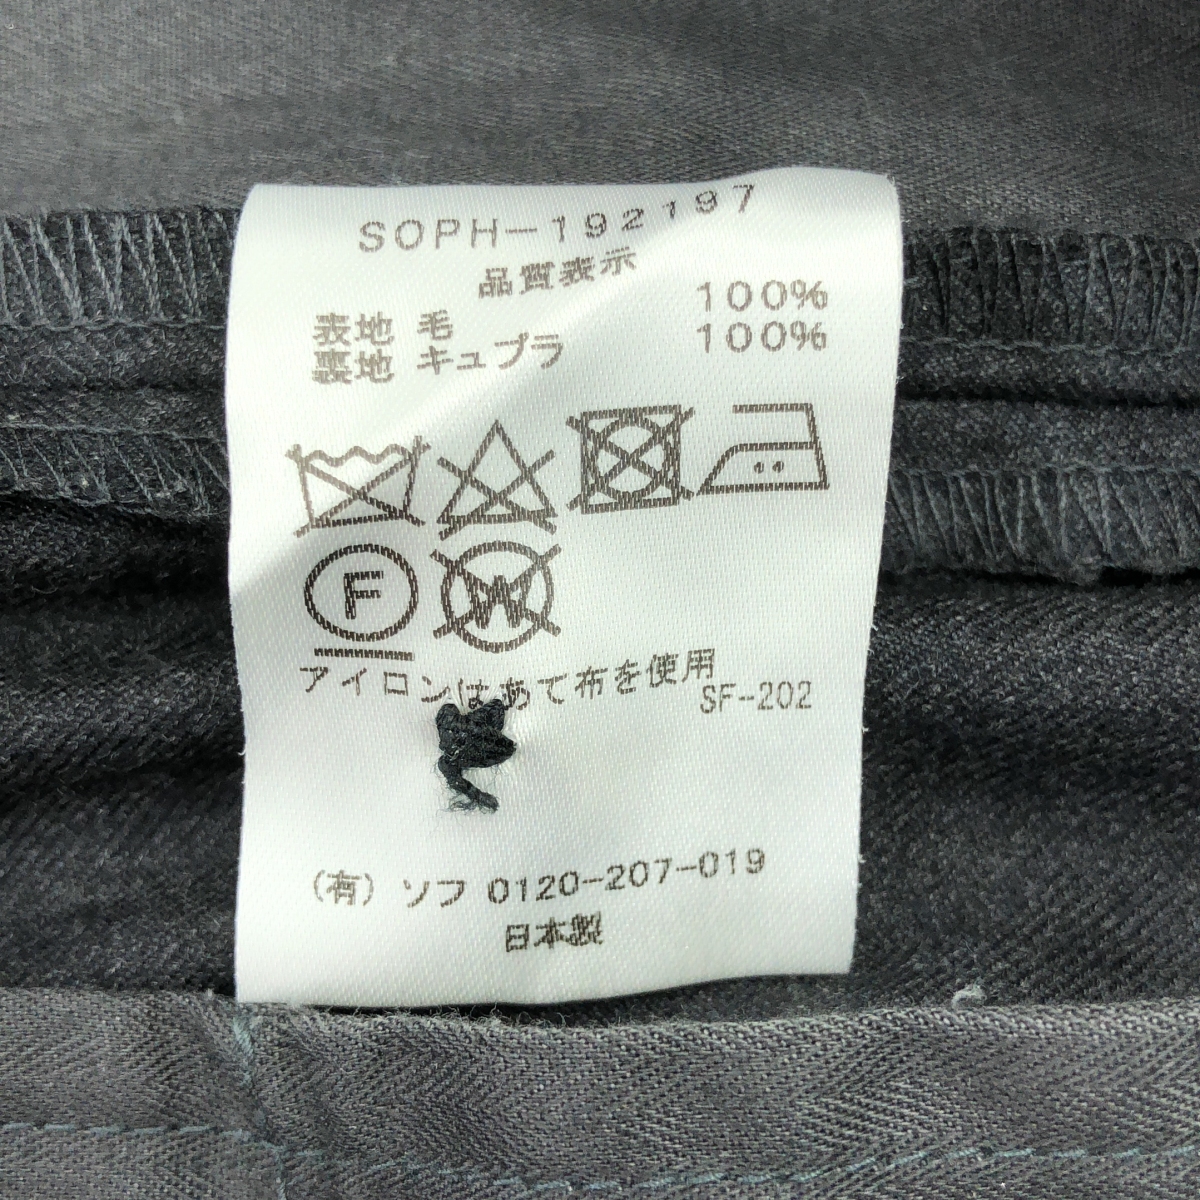 SOPH-192197
品質表示
表地 毛 100%
裏地 キュプラ 100%
F W
アイロンはあて布を使用
SF-202
(有) ソフ 0120-207-019
日本製